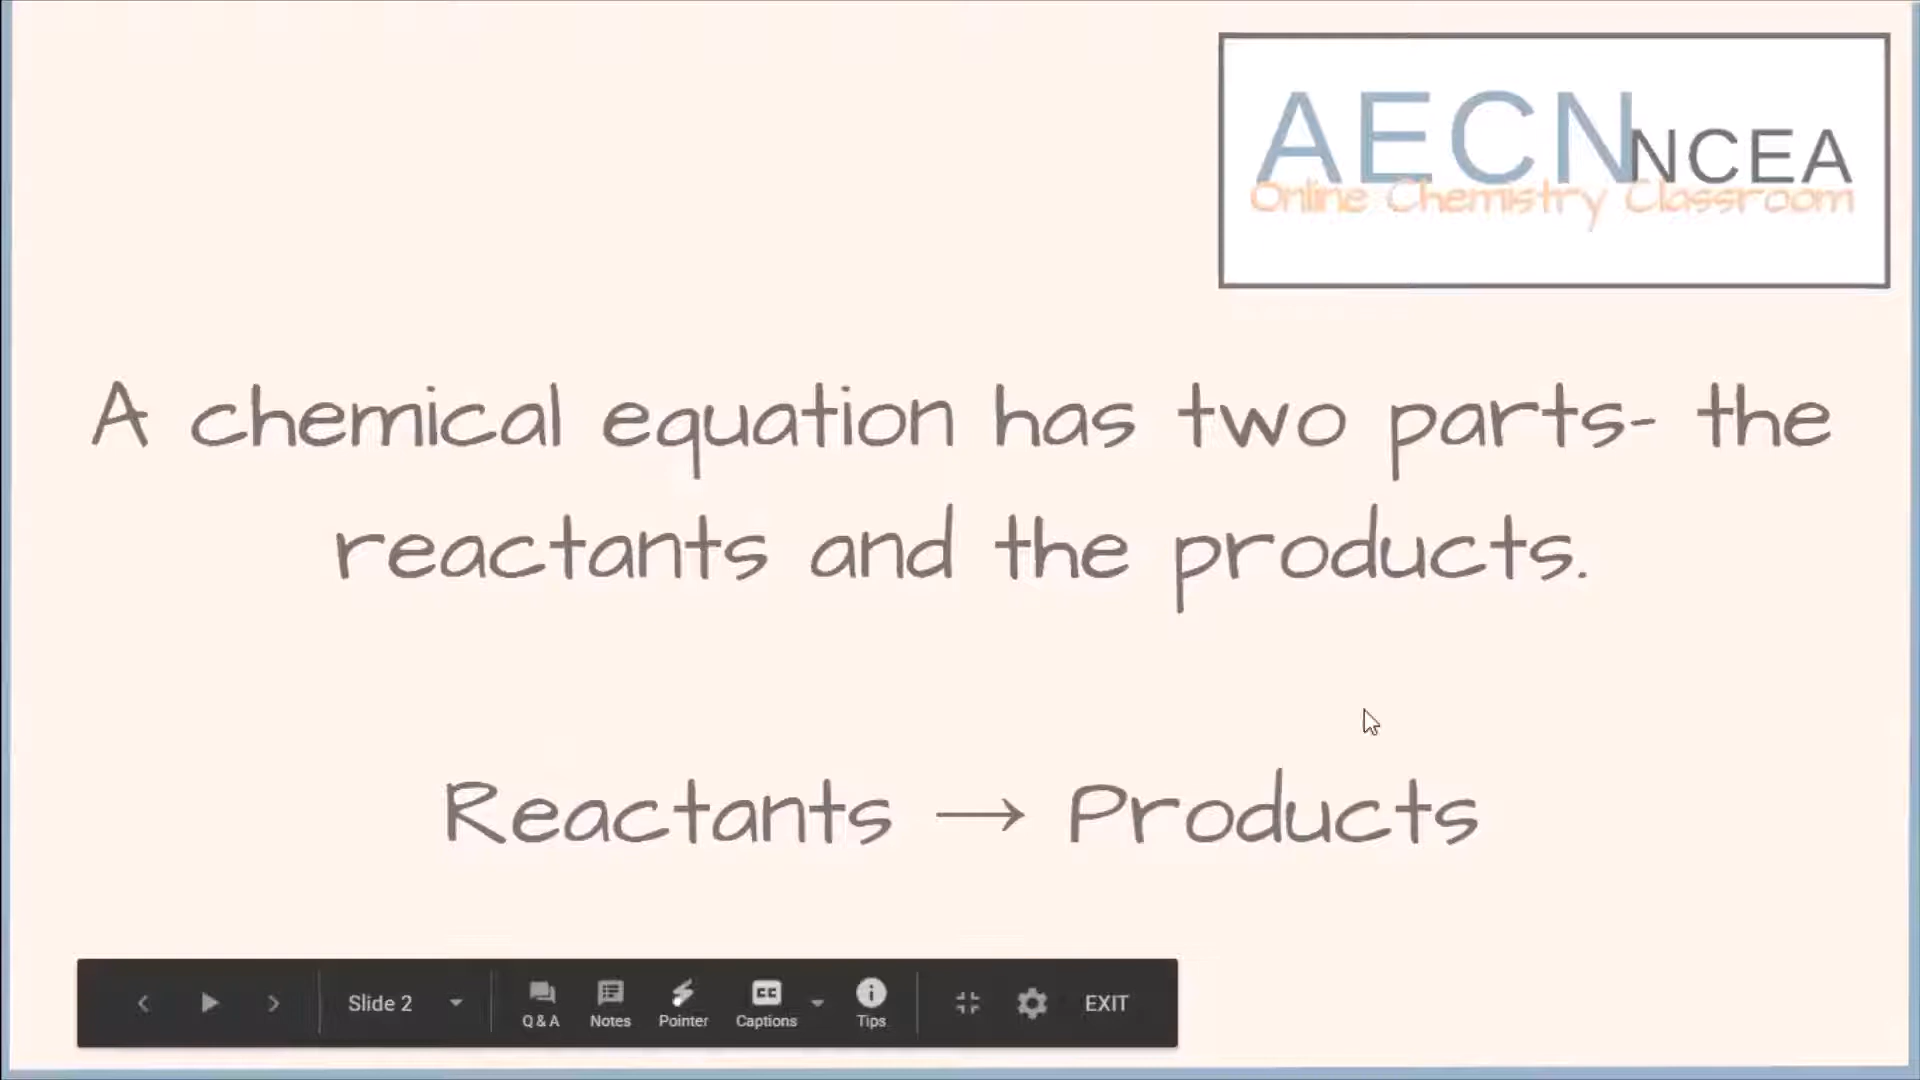 AECN NCEA
Online Chemistry Classroom
A chemical equation has two parts- the
reactants and the products.
Reactants → Products
Slide 2
Q & A
Notes
Pointer
CC
Captions
Tips
EXIT